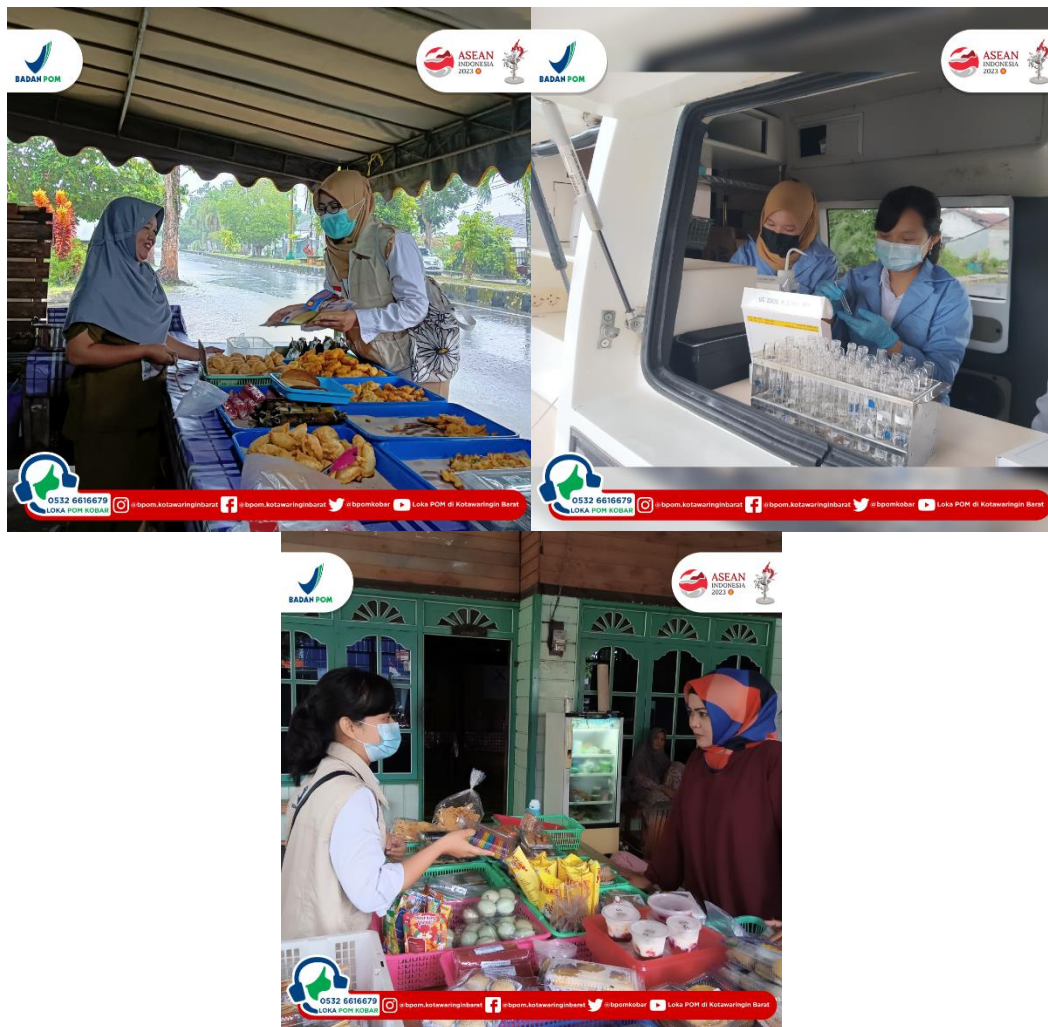 BADAN POM
ASEAN
INDONESIA
2023
0532 6616679
LOKA POM KOBAR
@bpom.kotawaringinbarat
@bpom.kotawaringinbarat
@bpomkobar
Loka POM di Kotawaringin Barat
BADAN POM
ASEAN
INDONESIA
2023
0532 6616679
LOKA POM KOBAR
@bpom.kotawaringinbarat
@bpom.kotawaringinbarat
@bpomkobar
Loka POM di Kotawaringin Barat
BADAN POM
ASEAN
INDONESIA
2023
0532 6616679
LOKA POM KOBAR
@bpom.kotawaringinbarat
@bpom.kotawaringinbarat
@bpomkobar
Loka POM di Kotawaringin Barat